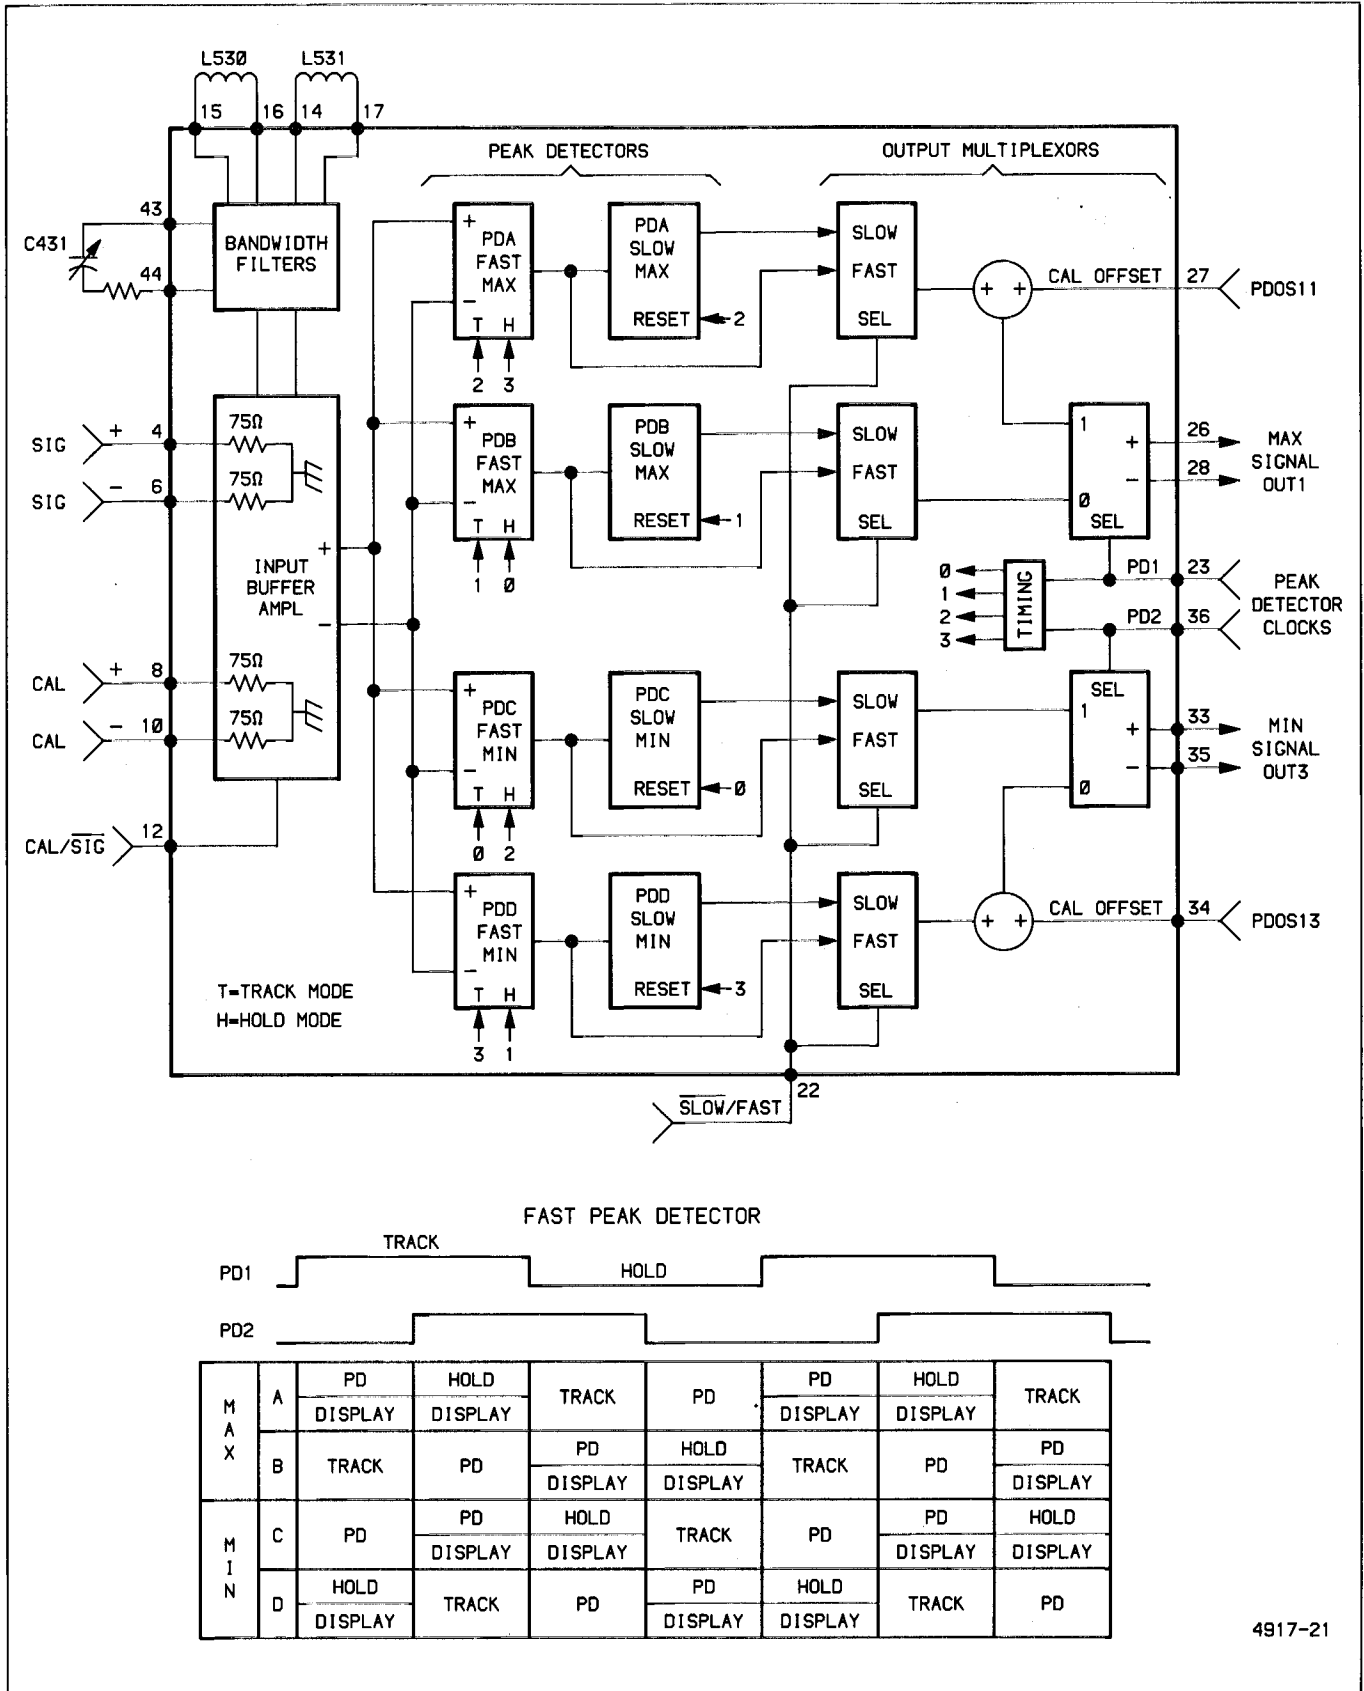 L530 L531
15 16 14 17
PEAK DETECTORS OUTPUT MULTIPLEXORS
43
C431
44
BANDWIDTH
FILTERS
+ PDA
FAST
MAX
-
T H
2 3
PDA
SLOW
MAX
RESET 2
SLOW
FAST
SEL
+ + CAL OFFSET 27 PDOS11
SIG + 4 75Ω
SIG - 6 75Ω
+ PDB
FAST
MAX
-
T H
1 0
PDB
SLOW
MAX
RESET 1
SLOW
FAST
SEL
1
0
+ 26
- 28
SEL
MAX
SIGNAL
OUT1
INPUT
BUFFER
AMPL
+
-
0
1
2
3
TIMING
PD1 23
PD2 36
PEAK
DETECTOR
CLOCKS
CAL + 8 75Ω
CAL - 10 75Ω
+ PDC
FAST
MIN
-
T H
0 2
PDC
SLOW
MIN
RESET 0
SLOW
FAST
SEL
SEL
1
0
+ 33
- 35
MIN
SIGNAL
OUT3
CAL/S̅I̅G̅ 12
+ PDD
FAST
MIN
-
T H
3 1
PDD
SLOW
MIN
RESET 3
SLOW
FAST
SEL
+ + CAL OFFSET 34 PDOS13
T=TRACK MODE
H=HOLD MODE
22
S̅L̅O̅W̅/FAST
FAST PEAK DETECTOR
TRACK
PD1 HOLD
PD2
MAX
A PD DISPLAY HOLD DISPLAY TRACK PD PD DISPLAY HOLD DISPLAY TRACK
B TRACK PD PD DISPLAY HOLD DISPLAY TRACK PD PD DISPLAY
MIN
C PD PD DISPLAY HOLD DISPLAY TRACK PD PD DISPLAY HOLD DISPLAY
D HOLD DISPLAY TRACK PD PD DISPLAY HOLD DISPLAY TRACK PD
4917-21